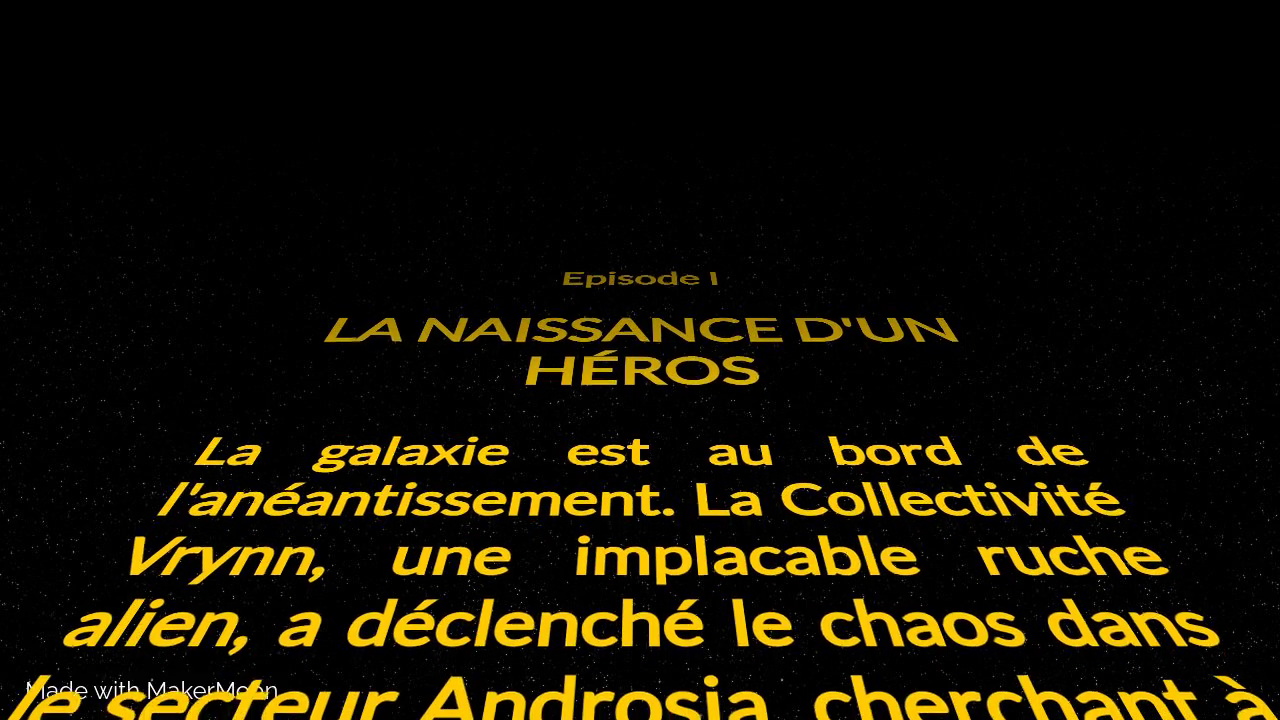 Episode I
LA NAISSANCE D'UN
HÉROS
La galaxie est au bord de
l'anéantissement. La Collectivité
Vrynn, une implacable ruche
alien, a déclenché le chaos dans
le secteur Androsia, cherchant à
Made with MakerMoon